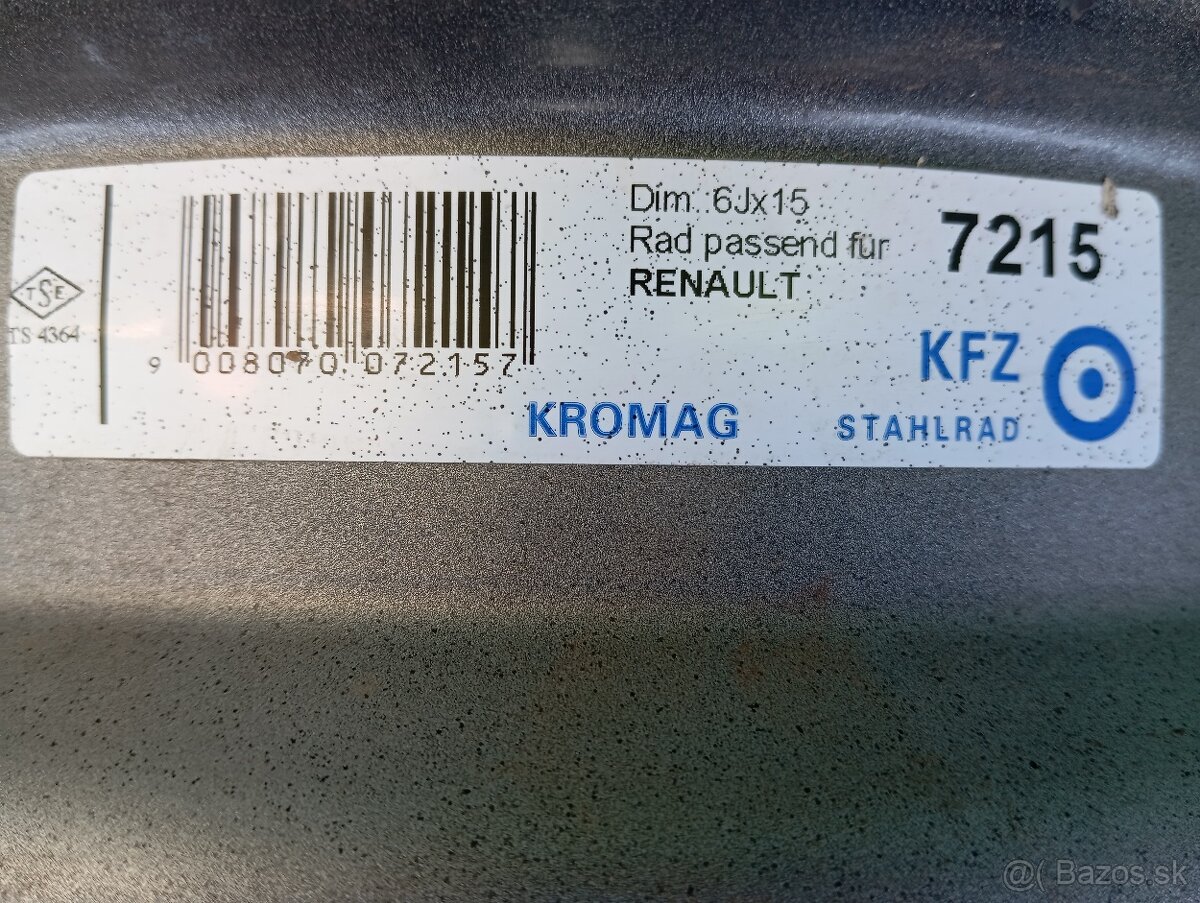 TSE
TS 4364
9 008070 072157
Dim.:6Jx15
Rad passend für
RENAULT
7215
KROMAG
KFZ
STAHLRAD
@( Bazos.sk